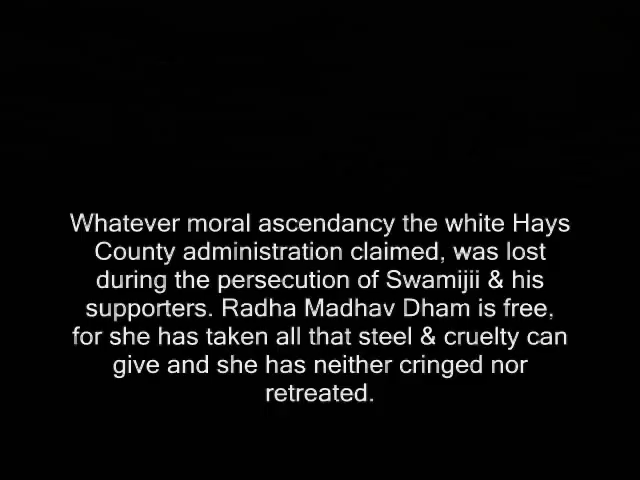 Whatever moral ascendancy the white Hays
County administration claimed, was lost
during the persecution of Swamijii & his
supporters. Radha Madhav Dham is free,
for she has taken all that steel & cruelty can
give and she has neither cringed nor
retreated.